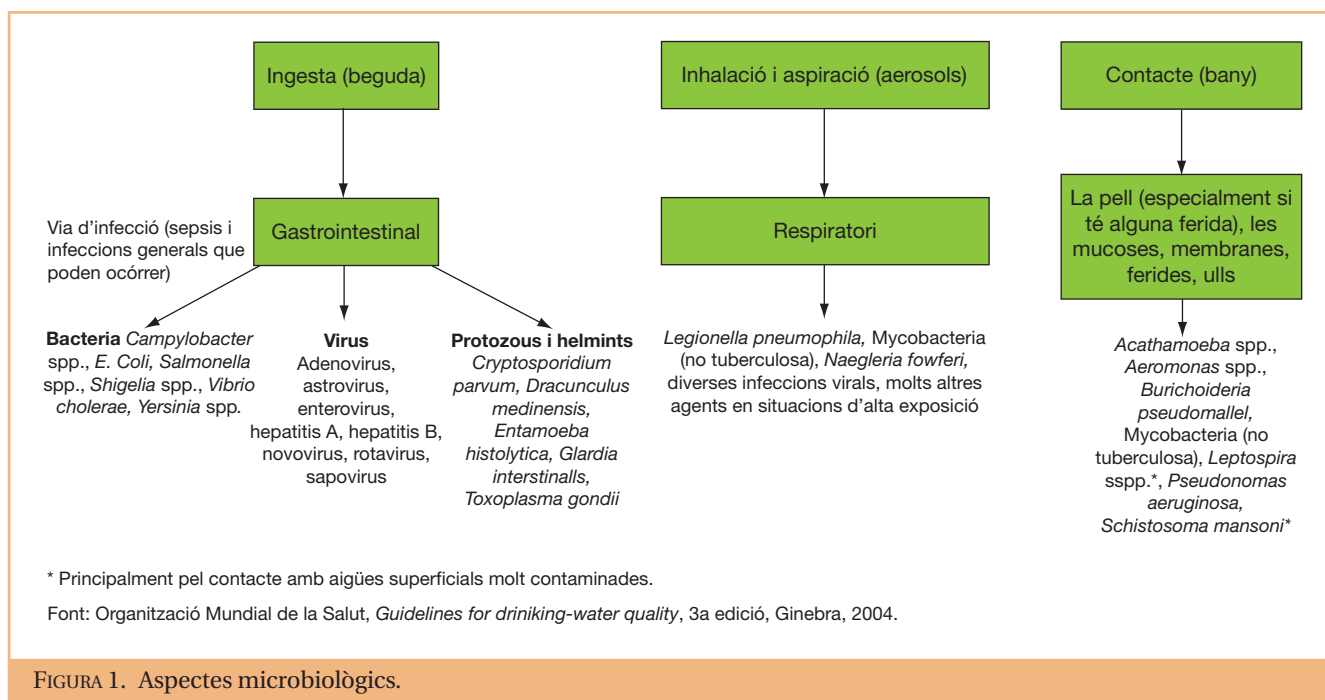 Ingesta (beguda)
Inhalació i aspiració (aerosols)
Contacte (bany)
Via d’infecció (sepsis i
infeccions generals que
poden ocórrer)
Gastrointestinal
Respiratori
La pell (especialment si
té alguna ferida), les
mucoses, membranes,
ferides, ulls
Bacteria Campylobacter
spp., E. Coli, Salmonella
spp., Shigelia spp., Vibrio
cholerae, Yersinia spp.
Virus
Adenovirus,
astrovirus,
enterovirus,
hepatitis A, hepatitis B,
novovirus, rotavirus,
sapovirus
Protozous i helmints
Cryptosporidium
parvum, Dracunculus
medinensis,
Entamoeba
histolytica, Glardia
interstinalls,
Toxoplasma gondii
Legionella pneumophila, Mycobacteria
(no tuberculosa), Naegleria fowferi,
diverses infeccions virals, molts altres
agents en situacions d’alta exposició
Acathamoeba spp.,
Aeromonas spp.,
Burichoideria
pseudomallel,
Mycobacteria (no
tuberculosa), Leptospira
sspp.*, Pseudonomas
aeruginosa,
Schistosoma mansoni*
* Principalment pel contacte amb aigües superficials molt contaminades.
Font: Organització Mundial de la Salut, Guidelines for driniking-water quality, 3a edició, Ginebra, 2004.
FIGURA 1. Aspectes microbiològics.